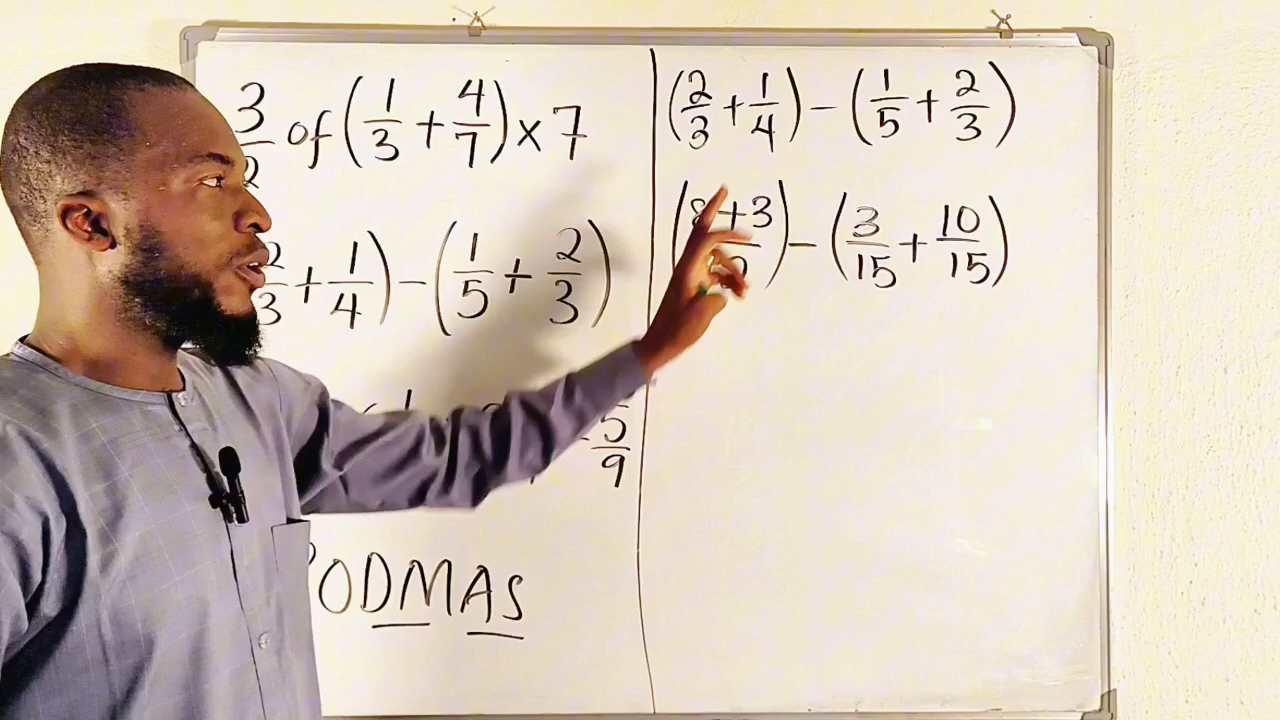 3/2 of (1/3 + 4/7) x 7
2/3 + 1/4) - (1/5 + 2/3)
5/9
ODMAS
(2/3 + 1/4) - (1/5 + 2/3)
(8+3/) - (3/15 + 10/15)